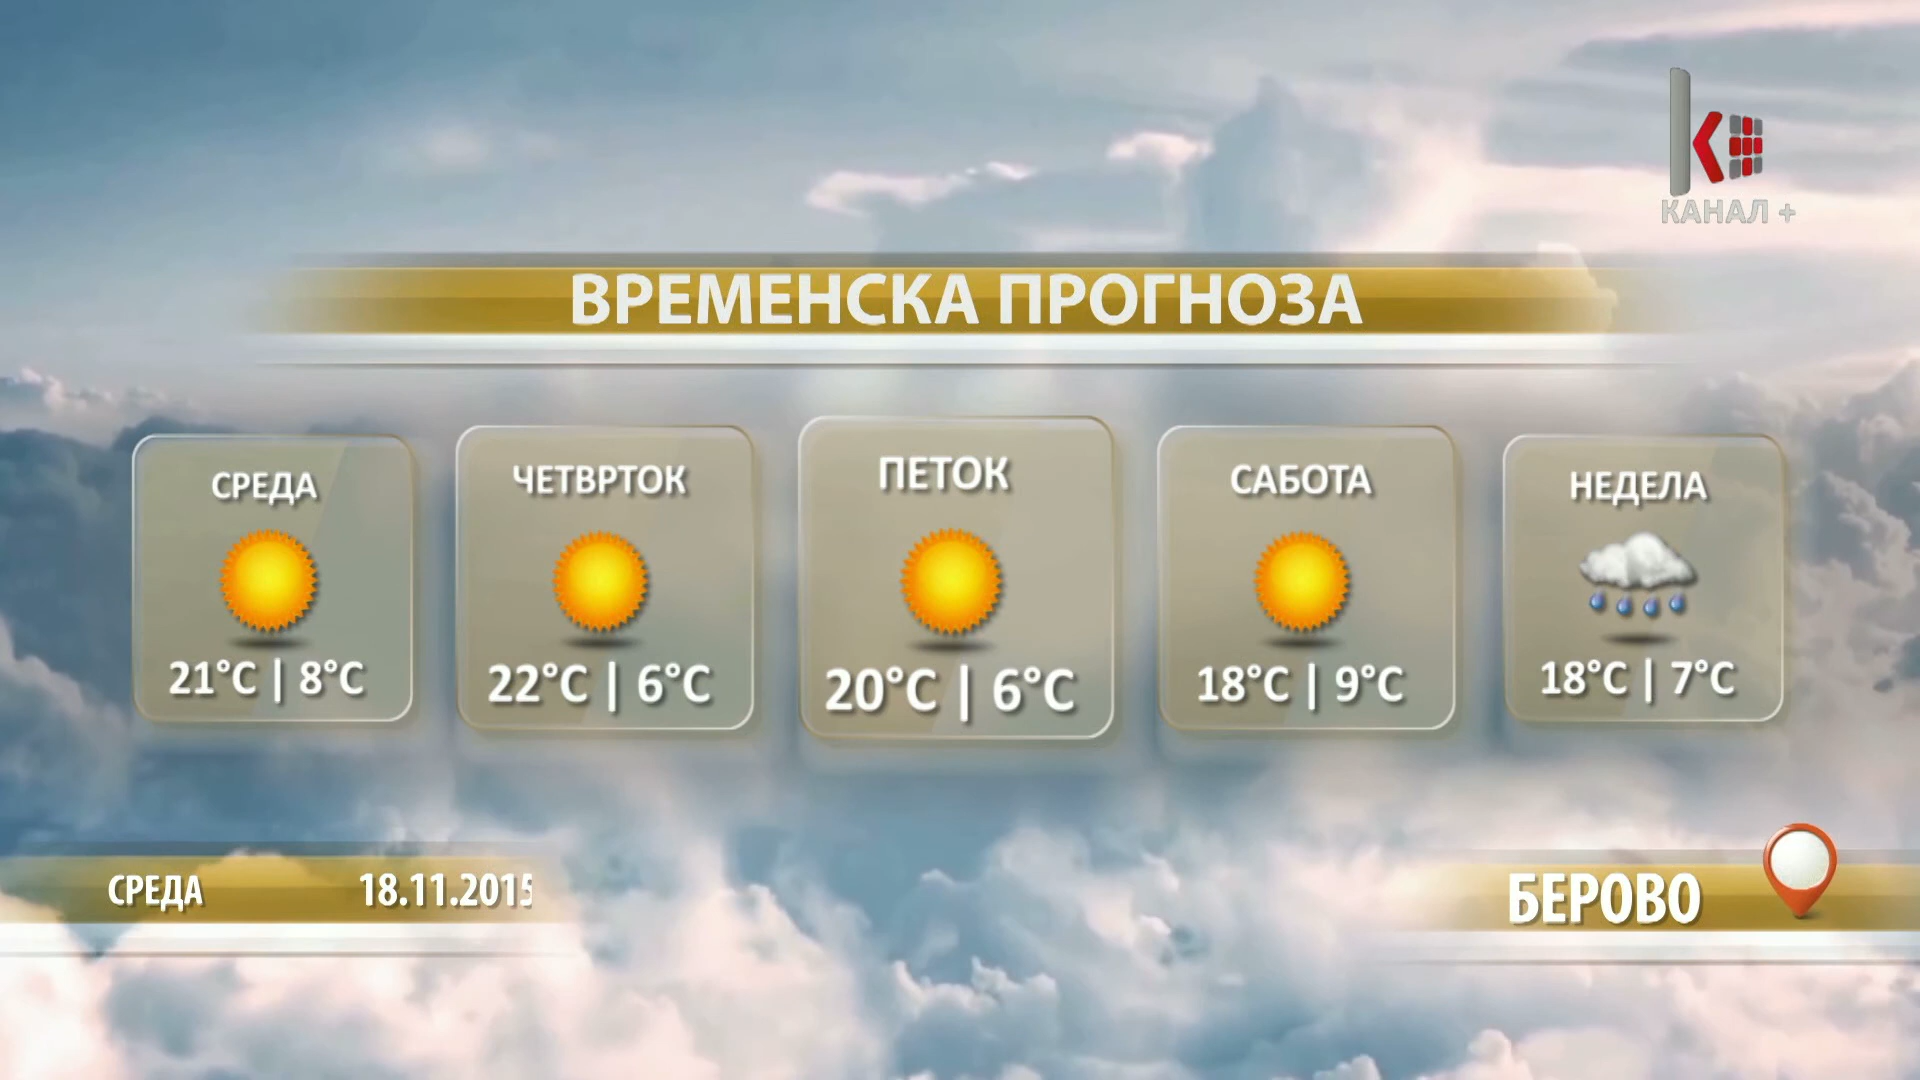 КАНАЛ +
ВРЕМЕНСКА ПРОГНОЗА
СРЕДА
21°C | 8°C
ЧЕТВРТОК
22°C | 6°C
ПЕТОК
20°C | 6°C
САБОТА
18°C | 9°C
НЕДЕЛА
18°C | 7°C
СРЕДА 18.11.2015
БЕРОВО